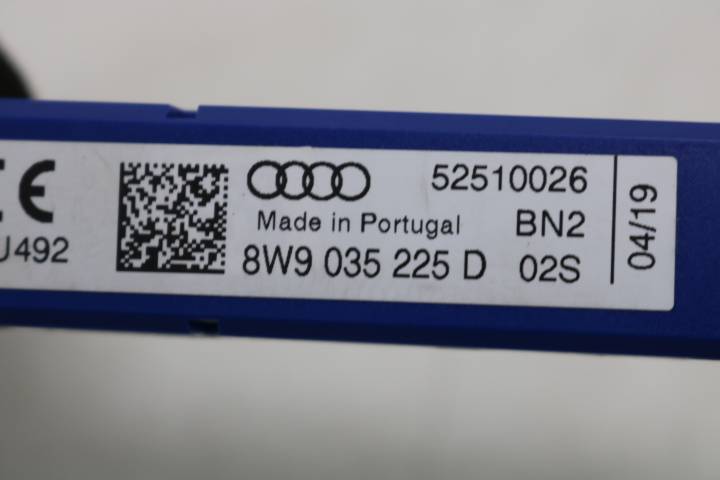 CE
52510026
Made in Portugal BN2
8W9 035 225 D 02S
04/19
U492